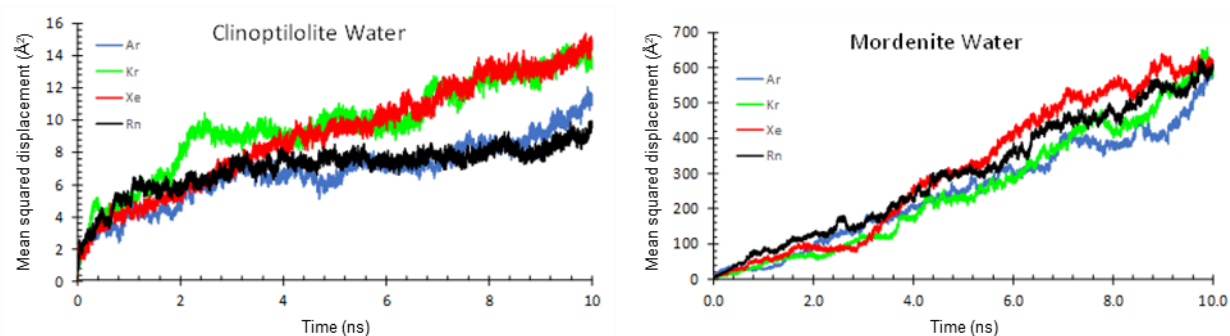 Clinoptilolite Water
Mean squared displacement (Å²)
16
14
12
10
8
6
4
2
0
Ar
Kr
Xe
Rn
0
2
4
6
8
10
Time (ns)
Mordenite Water
Mean squared displacement (Å²)
700
600
500
400
300
200
100
0
Ar
Kr
Xe
Rn
0.0
2.0
4.0
6.0
8.0
10.0
Time (ns)